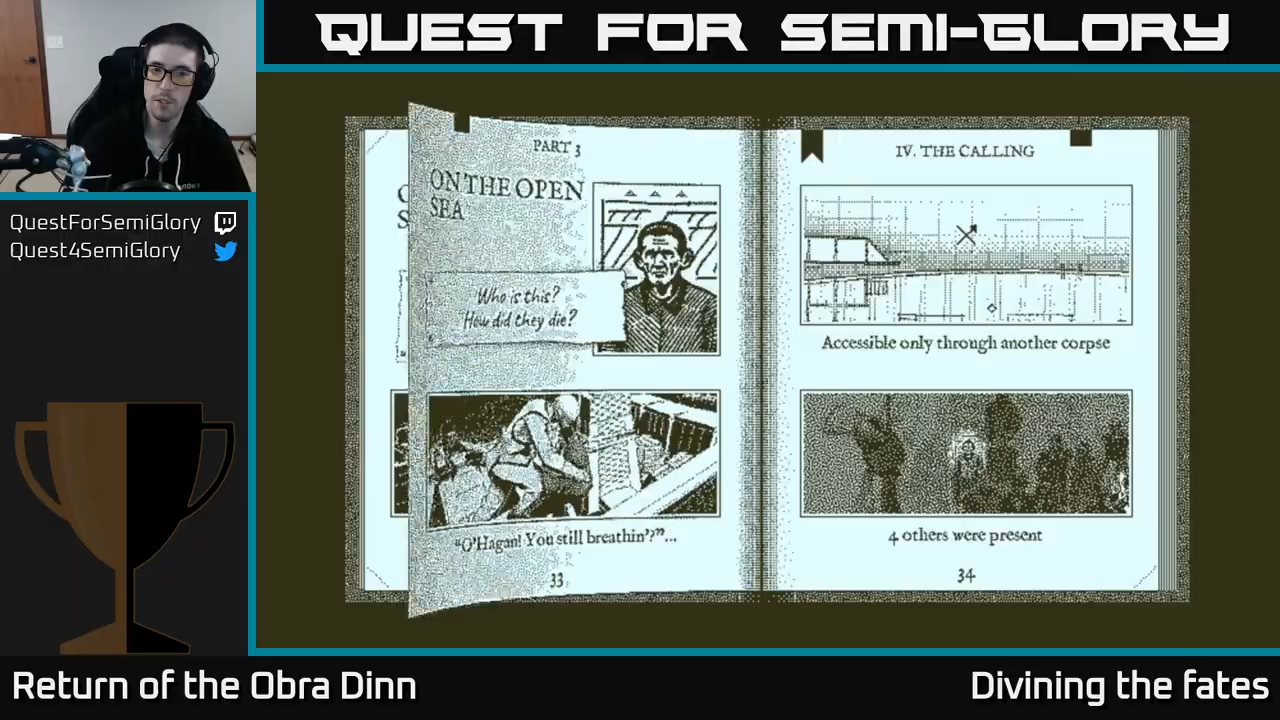 QUEST FOR SEMI-GLORY
QuestForSemiGlory
Quest4SemiGlory
PART 3
ON THE OPEN
SEA
Who is this?
How did they die?
"O'Hagan! You still breathin'?"...
33
IV. THE CALLING
Accessible only through another corpse
4 others were present
34
Return of the Obra Dinn
Divining the fates